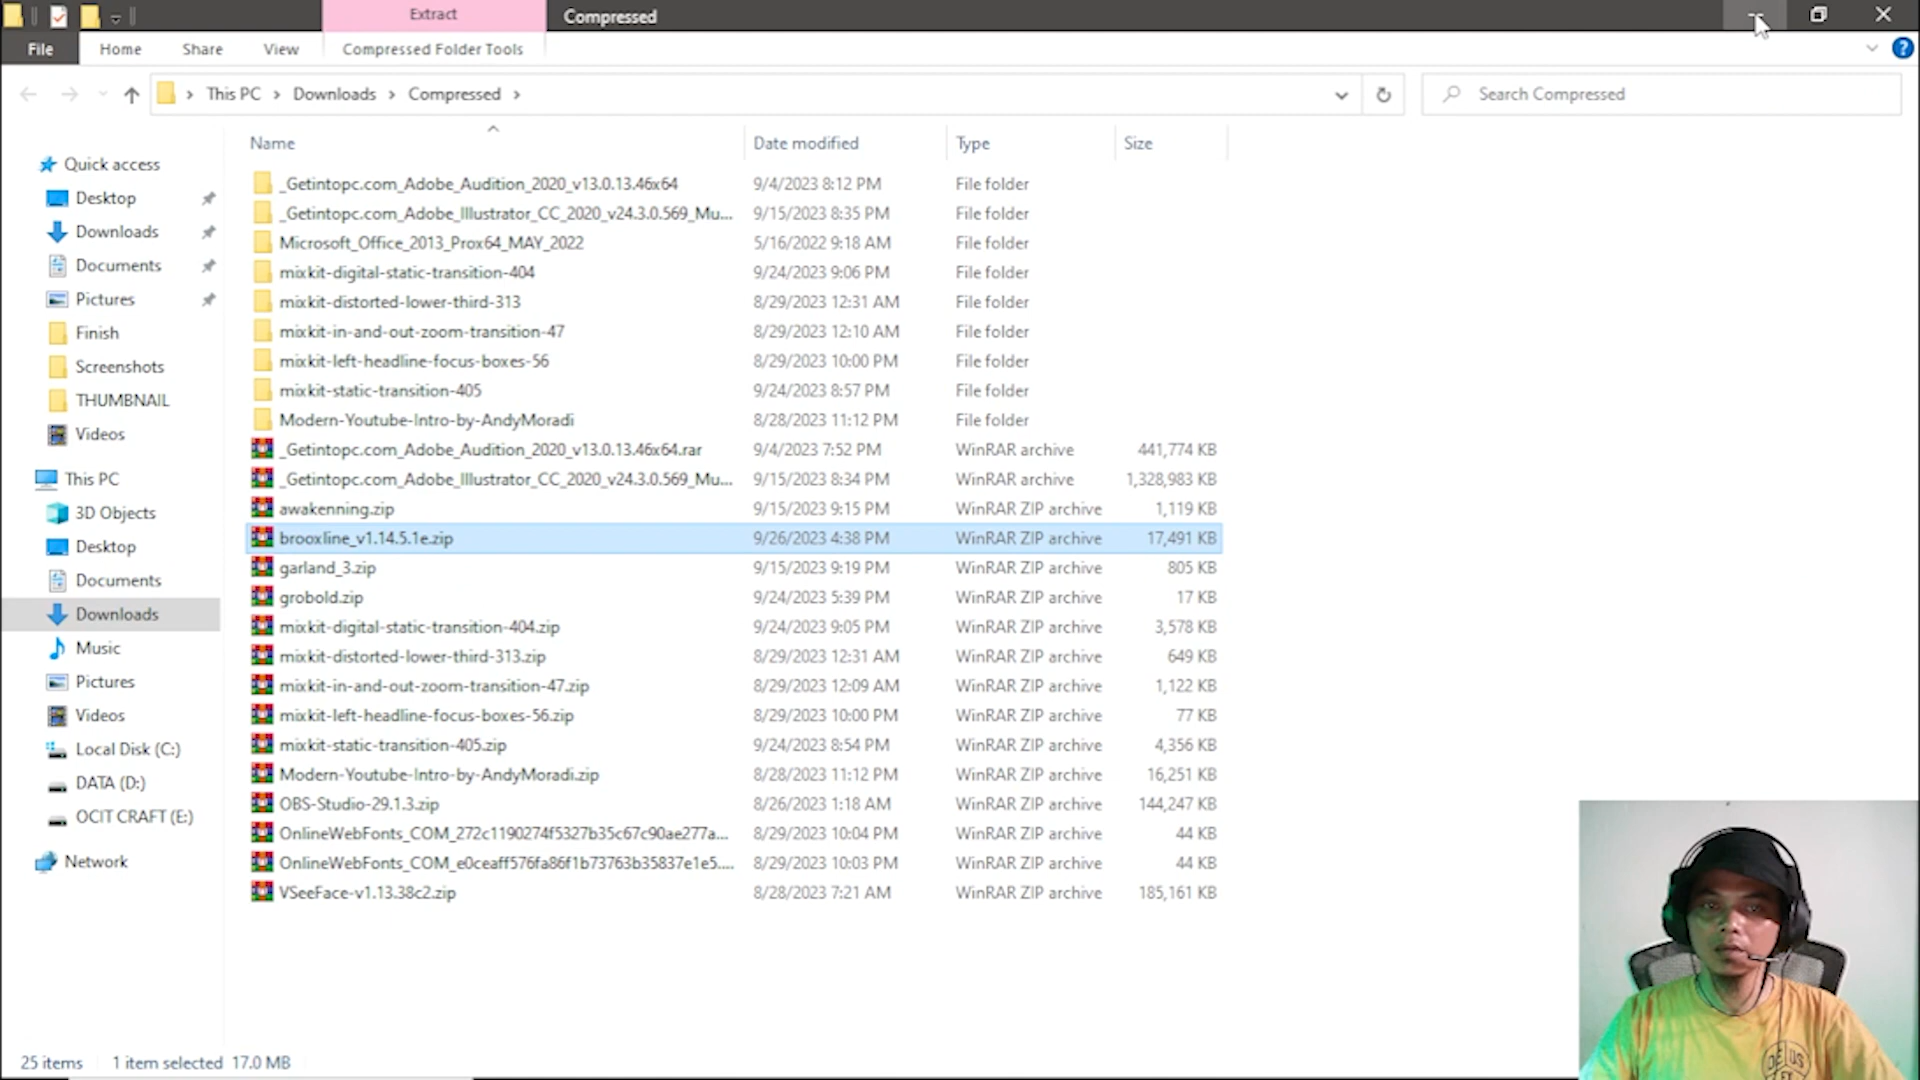 Extract
Compressed
File
Home
Share
View
Compressed Folder Tools
This PC
Downloads
Compressed
Search Compressed
Name
Date modified
Type
Size
Quick access
Desktop
Downloads
Documents
Pictures
Finish
Screenshots
THUMBNAIL
Videos
This PC
3D Objects
Desktop
Documents
Downloads
Music
Pictures
Videos
Local Disk (C:)
DATA (D:)
OCIT CRAFT (E:)
Network
_Getintopc.com_Adobe_Audition_2020_v13.0.13.46x64 9/4/2023 8:12 PM File folder
_Getintopc.com_Adobe_Illustrator_CC_2020_v24.3.0.569_Mu... 9/15/2023 8:35 PM File folder
Microsoft_Office_2013_Prox64_MAY_2022 5/16/2022 9:18 AM File folder
mixkit-digital-static-transition-404 9/24/2023 9:06 PM File folder
mixkit-distorted-lower-third-313 8/29/2023 12:31 AM File folder
mixkit-in-and-out-zoom-transition-47 8/29/2023 12:10 AM File folder
mixkit-left-headline-focus-boxes-56 8/29/2023 10:00 PM File folder
mixkit-static-transition-405 9/24/2023 8:57 PM File folder
Modern-Youtube-Intro-by-AndyMoradi 8/28/2023 11:12 PM File folder
_Getintopc.com_Adobe_Audition_2020_v13.0.13.46x64.rar 9/4/2023 7:52 PM WinRAR archive 441,774 KB
_Getintopc.com_Adobe_Illustrator_CC_2020_v24.3.0.569_Mu... 9/15/2023 8:34 PM WinRAR archive 1,328,983 KB
awakenning.zip 9/15/2023 9:15 PM WinRAR ZIP archive 1,119 KB
brooxline_v1.14.5.1e.zip 9/26/2023 4:38 PM WinRAR ZIP archive 17,491 KB
garland_3.zip 9/15/2023 9:19 PM WinRAR ZIP archive 805 KB
grobold.zip 9/24/2023 5:39 PM WinRAR ZIP archive 17 KB
mixkit-digital-static-transition-404.zip 9/24/2023 9:05 PM WinRAR ZIP archive 3,578 KB
mixkit-distorted-lower-third-313.zip 8/29/2023 12:31 AM WinRAR ZIP archive 649 KB
mixkit-in-and-out-zoom-transition-47.zip 8/29/2023 12:09 AM WinRAR ZIP archive 1,122 KB
mixkit-left-headline-focus-boxes-56.zip 8/29/2023 10:00 PM WinRAR ZIP archive 77 KB
mixkit-static-transition-405.zip 9/24/2023 8:54 PM WinRAR ZIP archive 4,356 KB
Modern-Youtube-Intro-by-AndyMoradi.zip 8/28/2023 11:12 PM WinRAR ZIP archive 16,251 KB
OBS-Studio-29.1.3.zip 8/26/2023 1:18 AM WinRAR ZIP archive 144,247 KB
OnlineWebFonts_COM_272c1190274f5327b35c67c90ae277a... 8/29/2023 10:04 PM WinRAR ZIP archive 44 KB
OnlineWebFonts_COM_e0ceaff576fa86f1b73763b35837e1e5.... 8/29/2023 10:03 PM WinRAR ZIP archive 44 KB
VSeeFace-v1.13.38c2.zip 8/28/2023 7:21 AM WinRAR ZIP archive 185,161 KB
25 items 1 item selected 17.0 MB